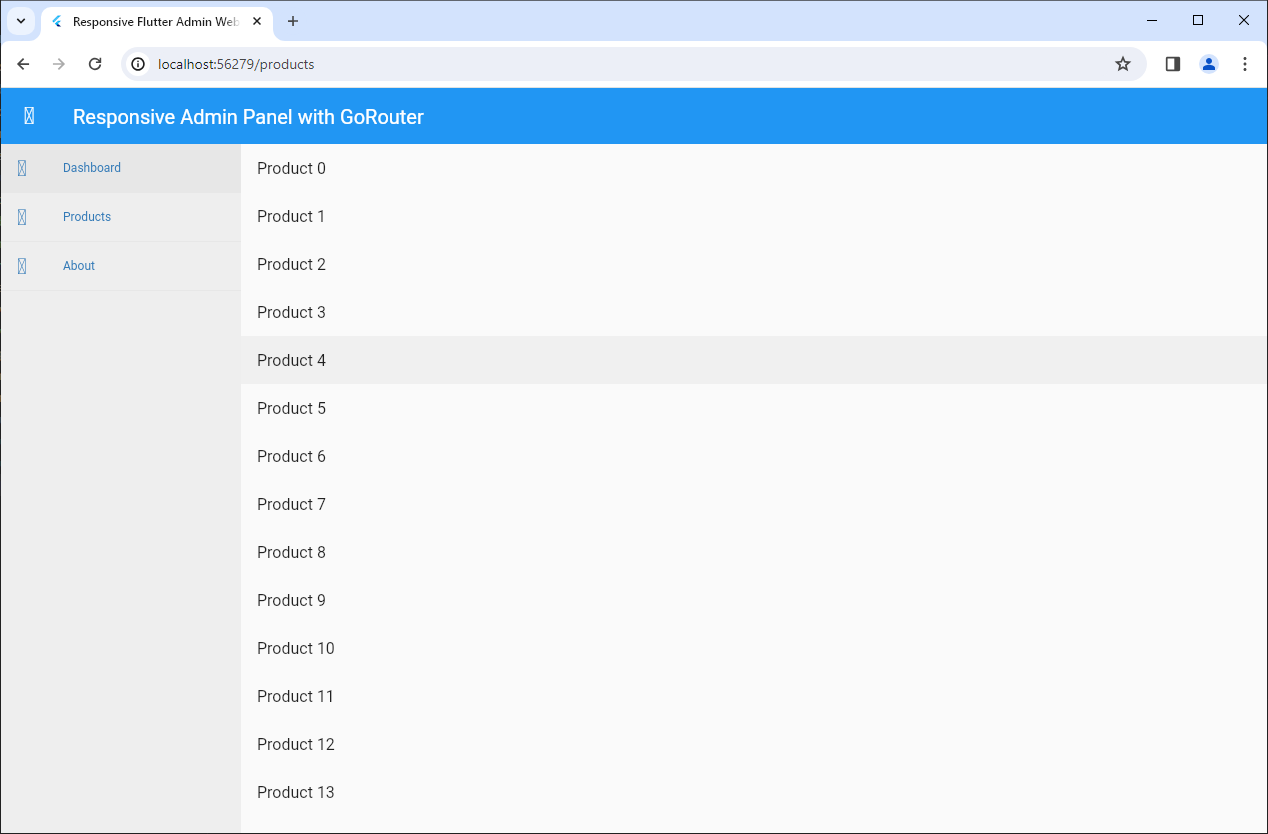 Responsive Flutter Admin Web
localhost:56279/products
Responsive Admin Panel with GoRouter
Dashboard
Products
About
Product 0
Product 1
Product 2
Product 3
Product 4
Product 5
Product 6
Product 7
Product 8
Product 9
Product 10
Product 11
Product 12
Product 13